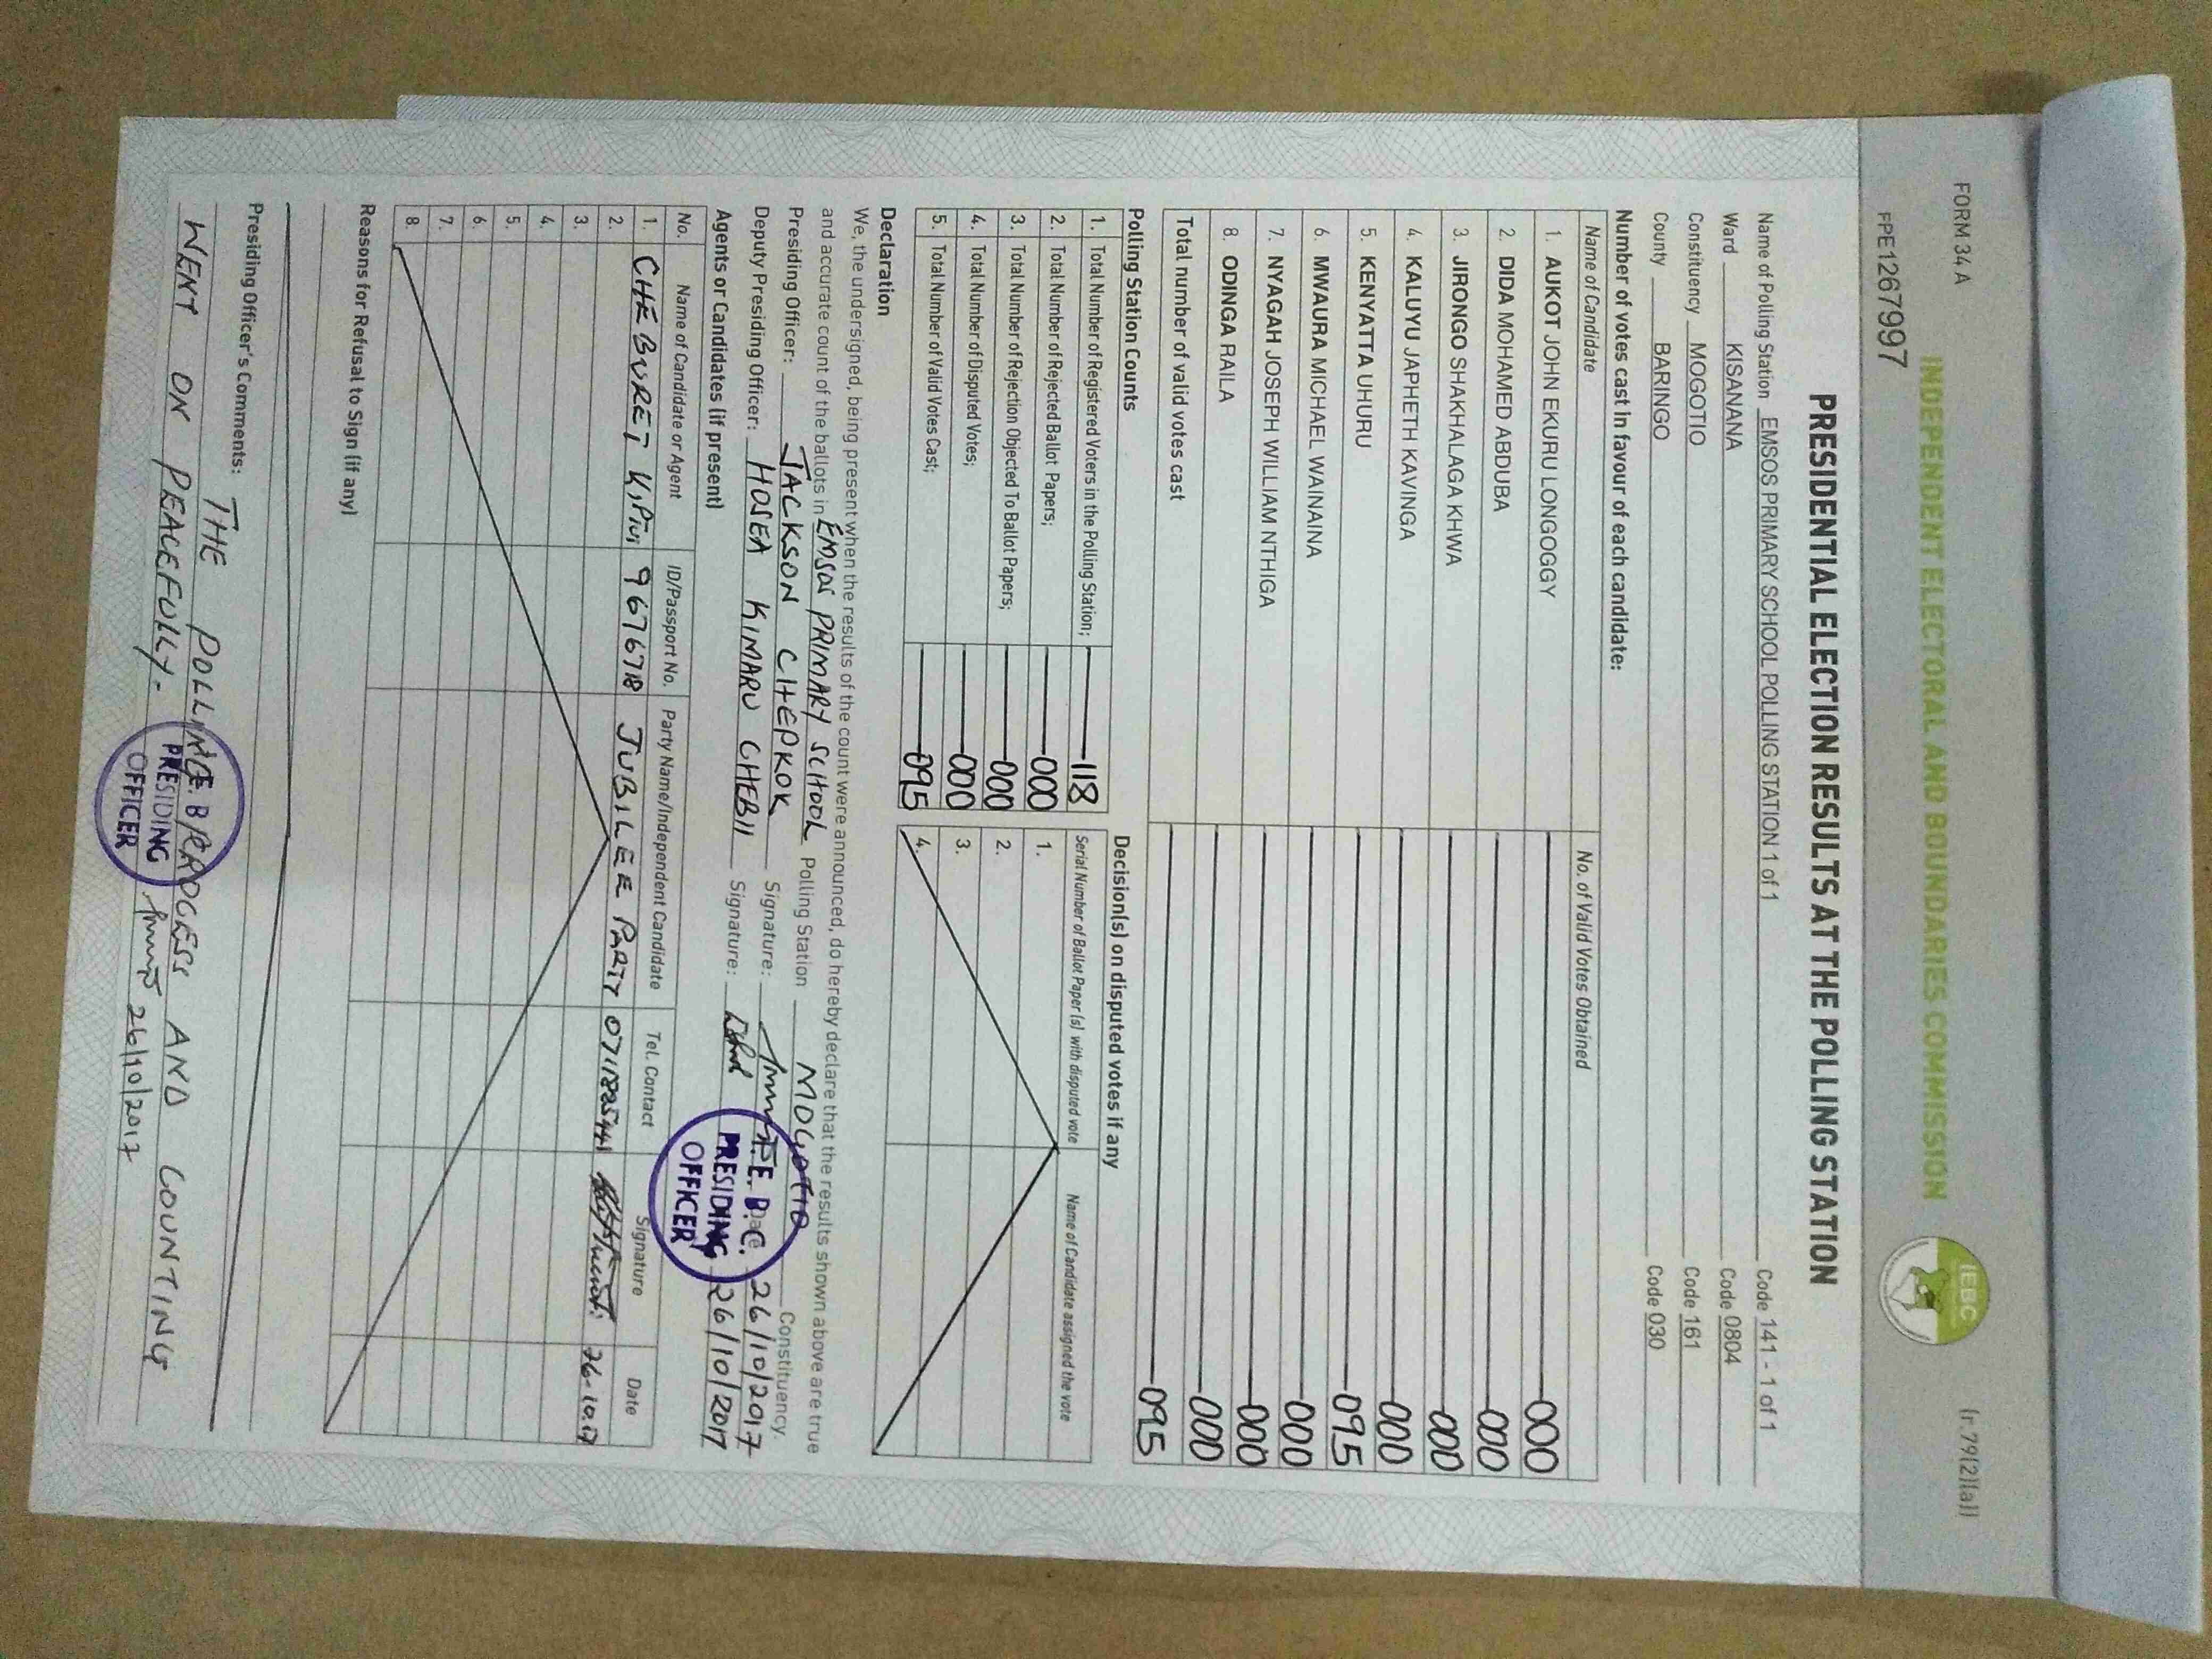 FORM 34 A
(r.79(2)(a))
INDEPENDENT ELECTORAL AND BOUNDARIES COMMISSION
IEBC
FPE1267997
PRESIDENTIAL ELECTION RESULTS AT THE POLLING STATION
Name of Polling Station EMSOS PRIMARY SCHOOL POLLING STATION 1 of 1 Code 141 - 1 of 1
Ward KISANANA Code 0804
Constituency MOGOTIO Code 161
County BARINGO Code 030
Number of votes cast in favour of each candidate:
Name of Candidate No. of Valid Votes Obtained
1. AUKOT JOHN EKURU LONGOGGY 000
2. DIDA MOHAMED ABDUBA 000
3. JIRONGO SHAKHALAGA KHWA 000
4. KALUYU JAPHETH KAVINGA 000
5. KENYATTA UHURU 095
6. MWAURA MICHAEL WAINAINA 000
7. NYAGAH JOSEPH WILLIAM NTHIGA 000
8. ODINGA RAILA 000
Total number of valid votes cast 095
Polling Station Counts
1. Total Number of Registered Voters in the Polling Station; 118
2. Total Number of Rejected Ballot Papers; 000
3. Total Number of Rejection Objected To Ballot Papers; 000
4. Total Number of Disputed Votes; 000
5. Total Number of Valid Votes Cast; 095
Decision(s) on disputed votes if any
Serial Number of Ballot Paper (s) with disputed vote Name of Candidate assigned the vote
1.
2.
3.
4.
Declaration
We, the undersigned, being present when the results of the count were announced, do hereby declare that the results shown above are true
and accurate count of the ballots in EMSOS PRIMARY SCHOOL Polling Station MOGOTIO Constituency.
Presiding Officer: JACKSON CHEPKOK Signature: Date 26/10/2017
Deputy Presiding Officer: HOSEA KIMARU CHEBII Signature: 26/10/2017
I.E.B.C.
PRESIDING
OFFICER
Agents or Candidates (if present)
No. Name of Candidate or Agent ID/Passport No. Party Name/Independent Candidate Tel. Contact Signature Date
1. CHEBURET 9676718 JUBILEE PARTY 26-10.17
2.
3.
4.
5.
6.
7.
8.
Reasons for Refusal to Sign (if any)
Presiding Officer's Comments: THE POLLING PROCESS AND COUNTING
WENT ON PEACEFULLY.
I.E.B.C.
PRESIDING
OFFICER
26/10/2017